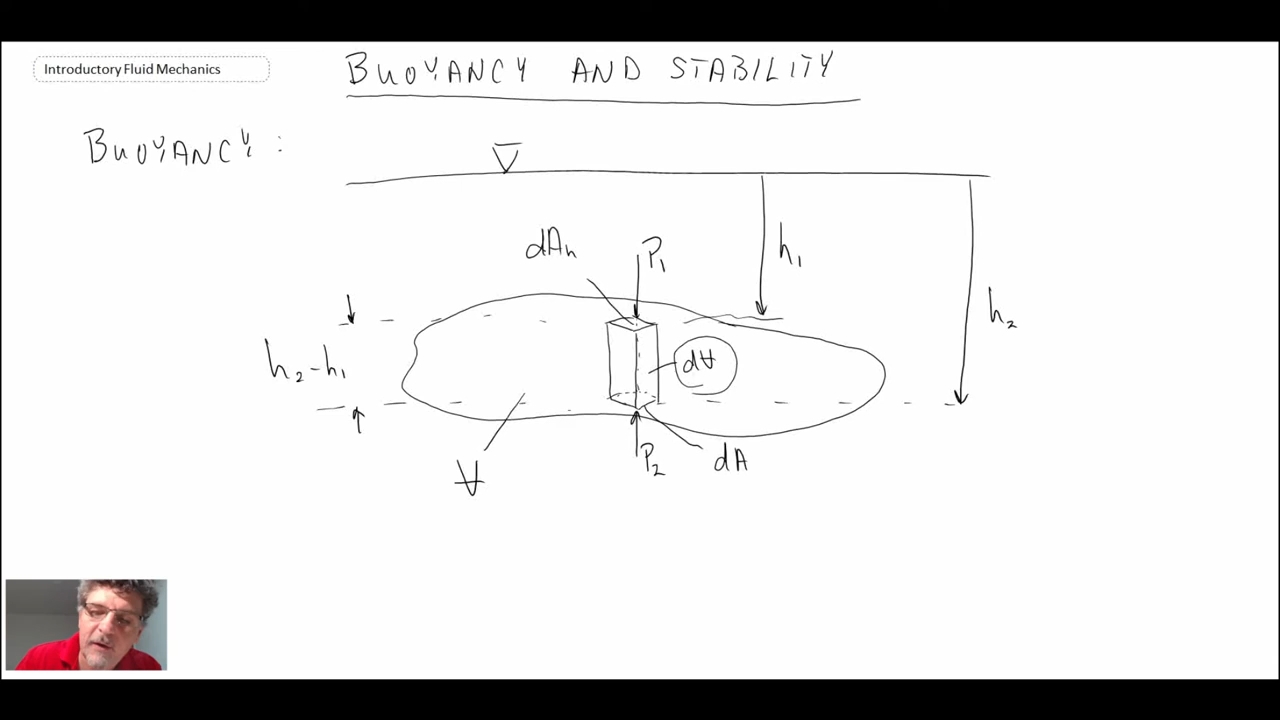 Introductory Fluid Mechanics
BUOYANCY AND STABILITY
BUOYANCY :
dAh
P1
h1
h2
h2-h1
dV
V
P2
dA